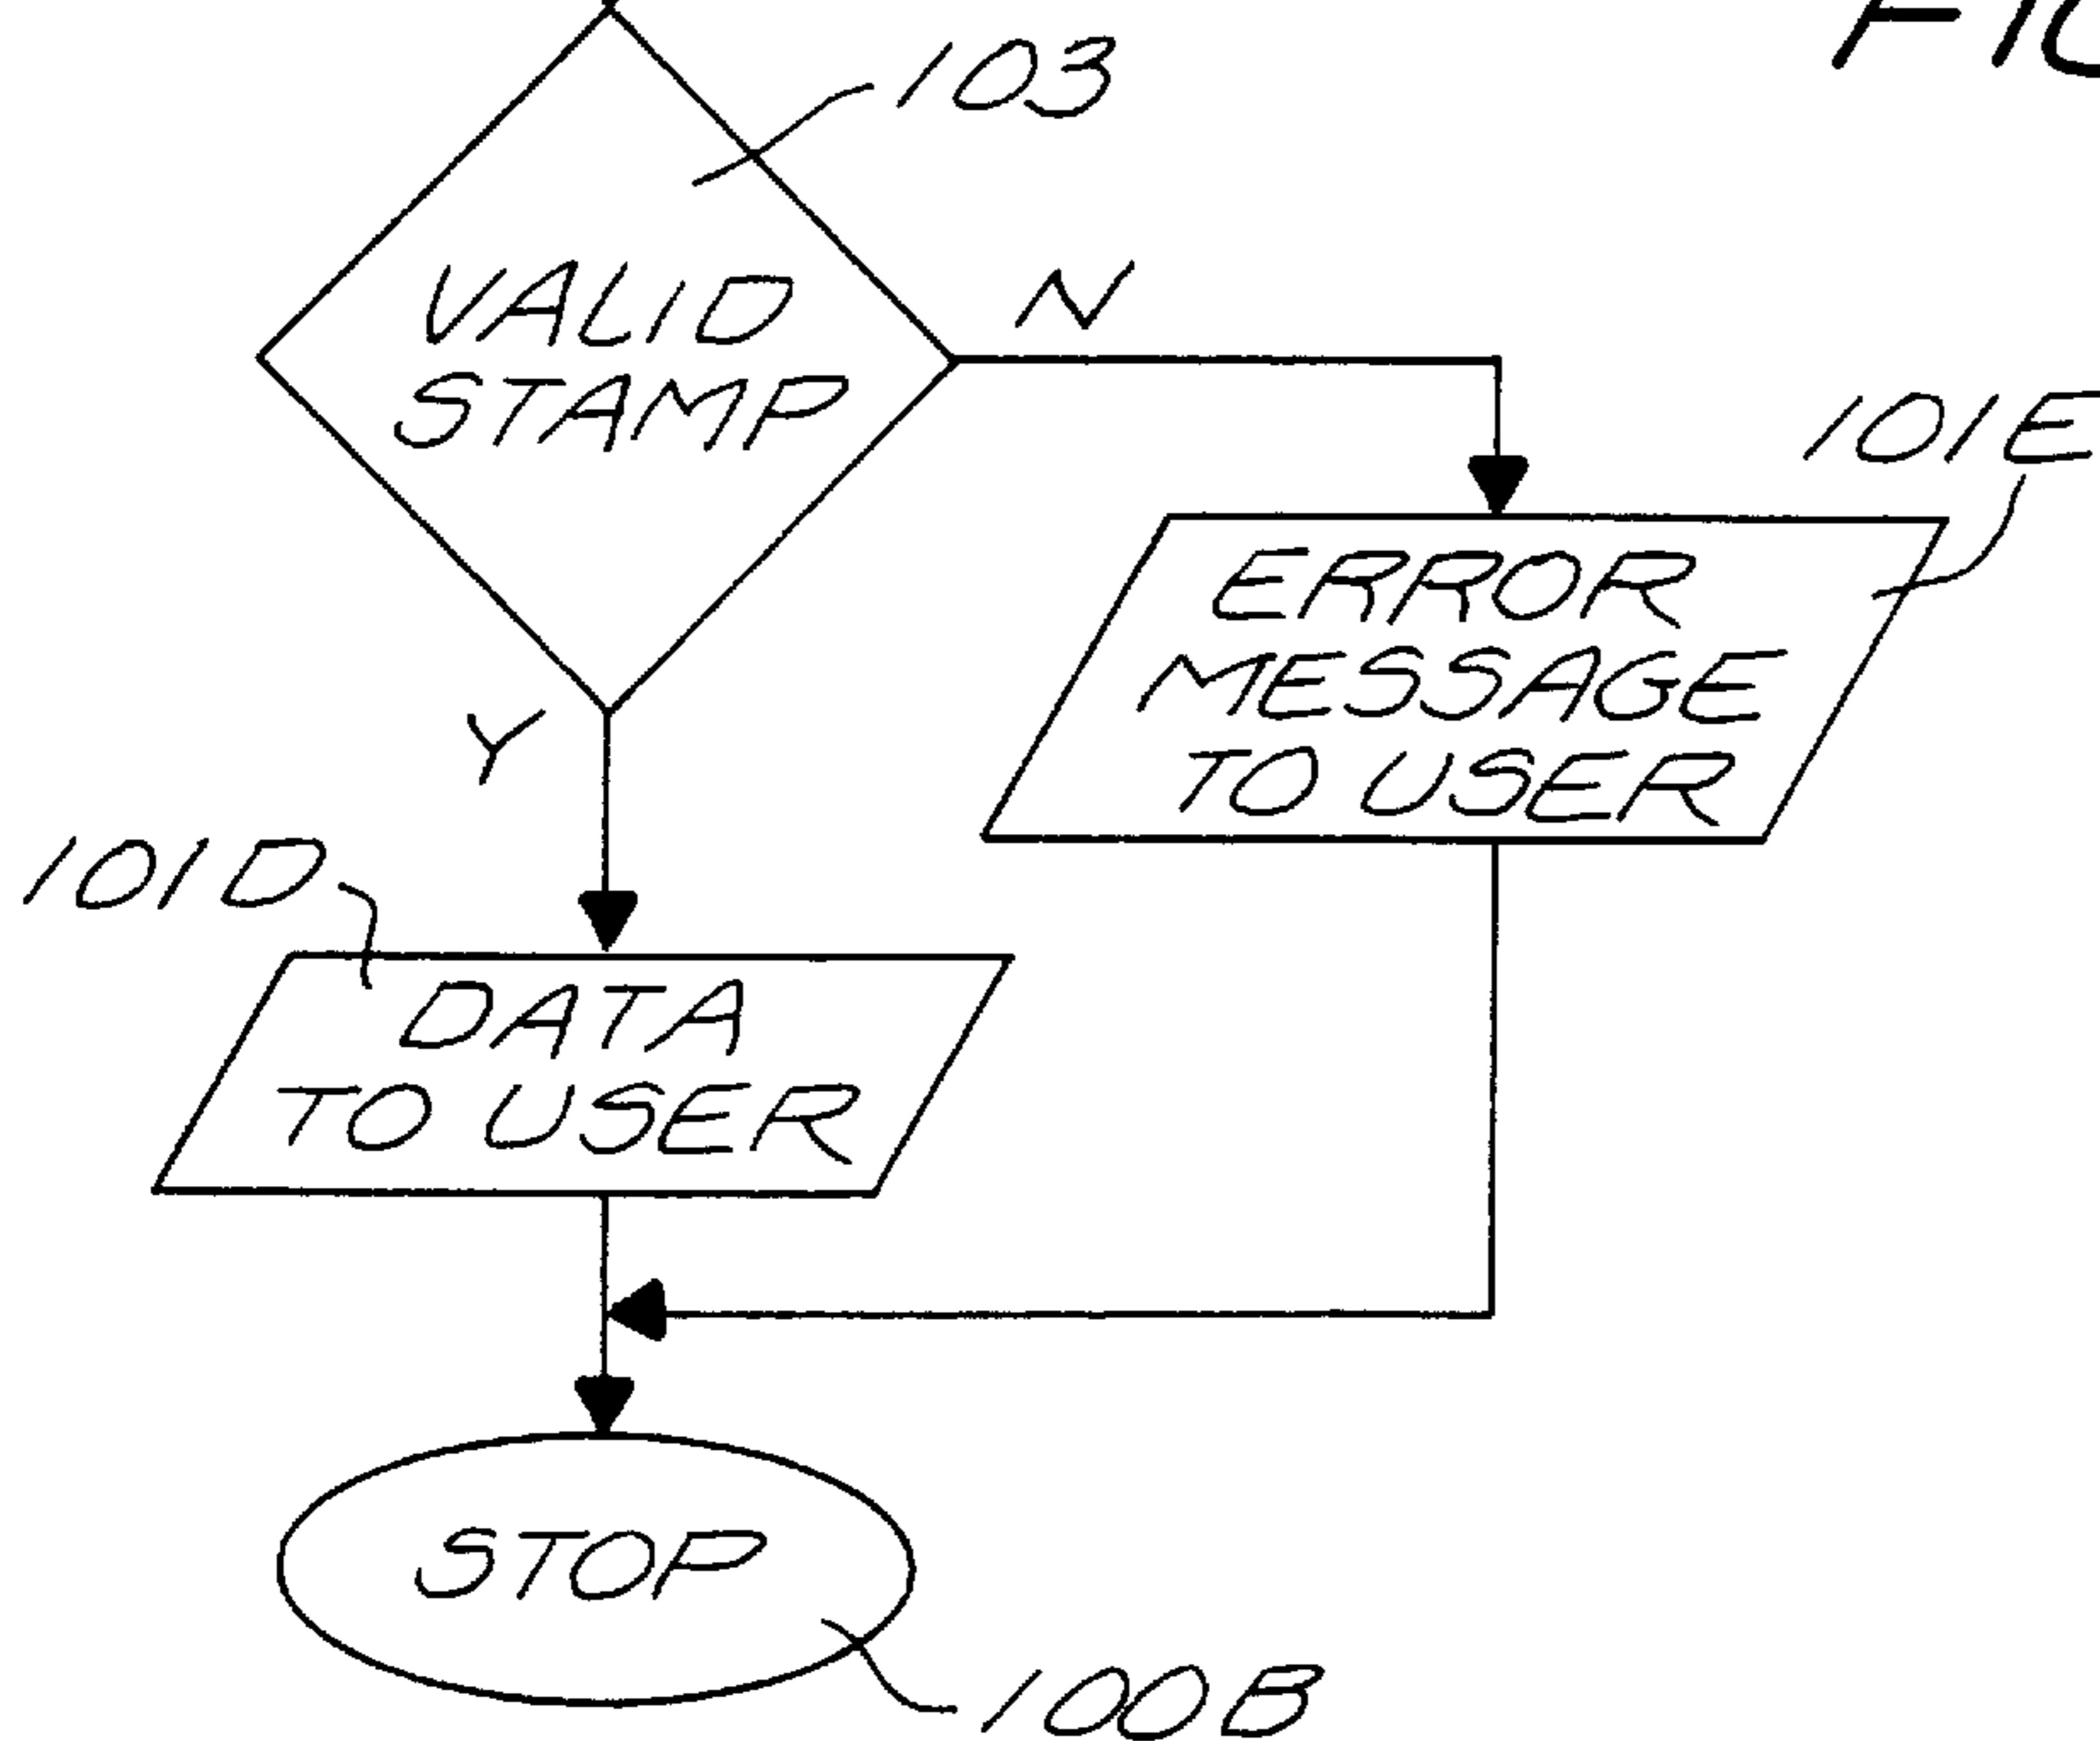 103
VALID
STAMP
N
101E
ERROR
MESSAGE
TO USER
Y
101D
DATA
TO USER
STOP
100B